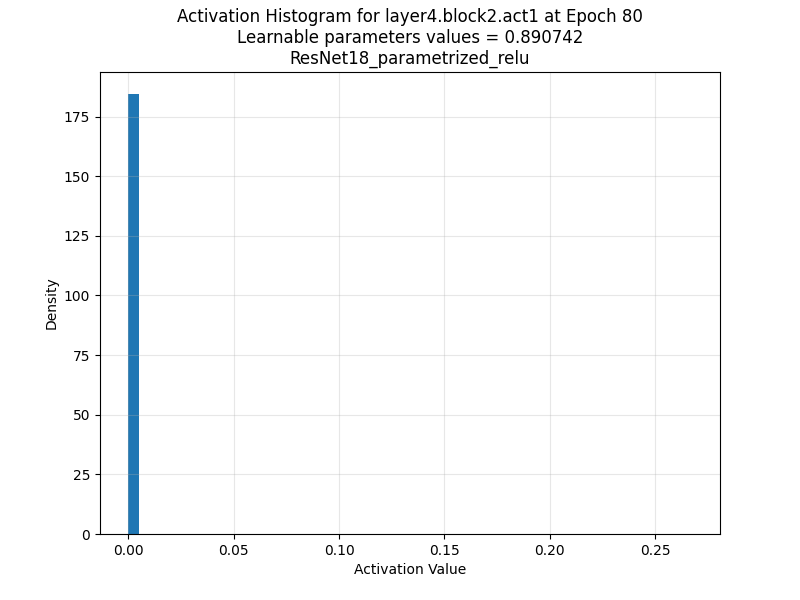 Activation Histogram for layer4.block2.act1 at Epoch 80
Learnable parameters values = 0.890742
ResNet18_parametrized_relu
175
150
125
100
75
50
25
0
Density
0.00 0.05 0.10 0.15 0.20 0.25
Activation Value